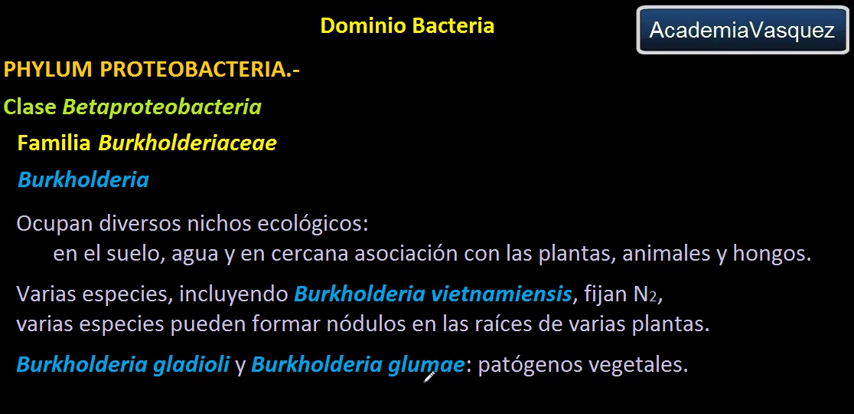 Dominio Bacteria
AcademiaVasquez
PHYLUM PROTEOBACTERIA.-
Clase Betaproteobacteria
Familia Burkholderiaceae
Burkholderia
Ocupan diversos nichos ecológicos:
en el suelo, agua y en cercana asociación con las plantas, animales y hongos.
Varias especies, incluyendo Burkholderia vietnamiensis, fijan N₂,
varias especies pueden formar nódulos en las raíces de varias plantas.
Burkholderia gladioli y Burkholderia glumae: patógenos vegetales.